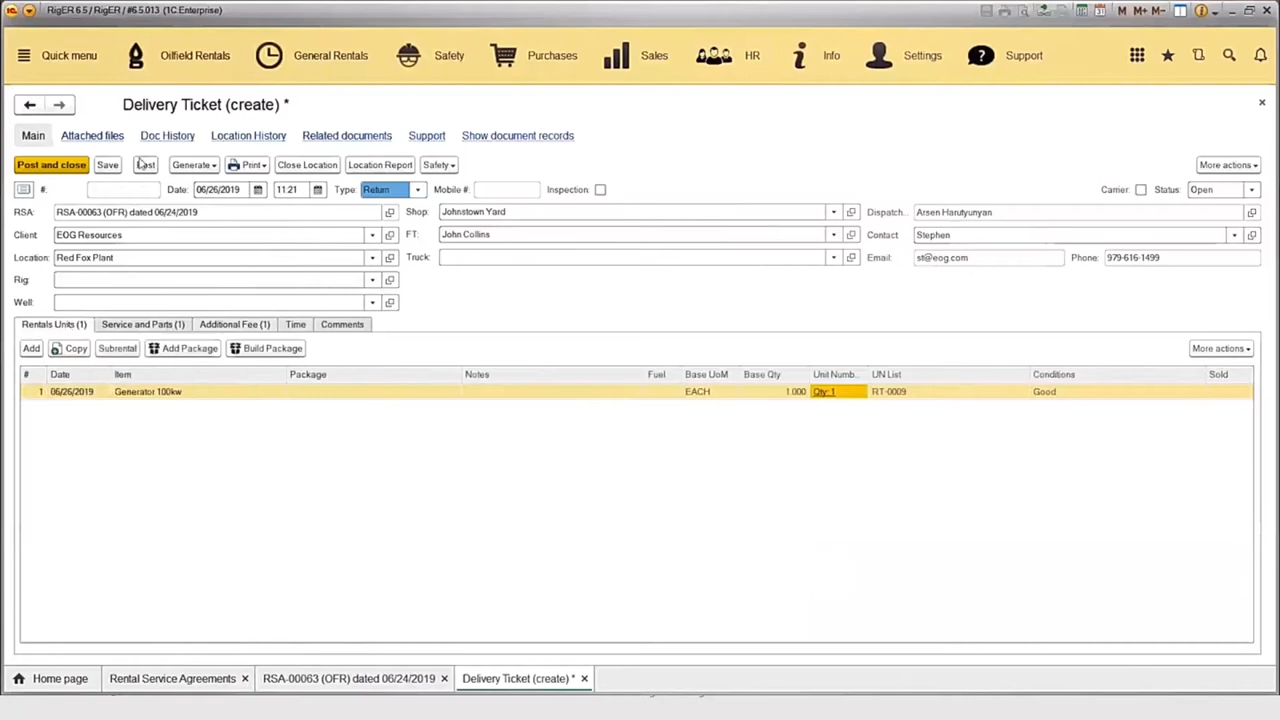 RigER 6.5 / RigER / #6.5.013 (1C:Enterprise)
M M+ M-
Quick menu Oilfield Rentals General Rentals Safety Purchases Sales HR Info Settings Support
Delivery Ticket (create) *
Main Attached files Doc History Location History Related documents Support Show document records
Post and close Save Generate Print Close Location Location Report Safety More actions
#: Date: 06/26/2019 11:21 Type: Return Mobile #: Inspection: Carrier: Status: Open
RSA: RSA-00063 (OFR) dated 06/24/2019 Shop: Johnstown Yard Dispatch... Arsen Harutyunyan
Client: EOG Resources FT: John Collins Contact Stephen
Location: Red Fox Plant Truck: Email: st@eog.com Phone: 979-616-1499
Rig:
Well:
Rentals Units (1) Service and Parts (1) Additional Fee (1) Time Comments
Add Copy Subrental Add Package Build Package More actions
# Date Item Package Notes Fuel Base UoM Base Qty Unit Numb... UN List Conditions Sold
1 06/26/2019 Generator 100kw EACH 1.000 Qty: 1 RT-0009 Good
Home page Rental Service Agreements × RSA-00063 (OFR) dated 06/24/2019 × Delivery Ticket (create) * ×